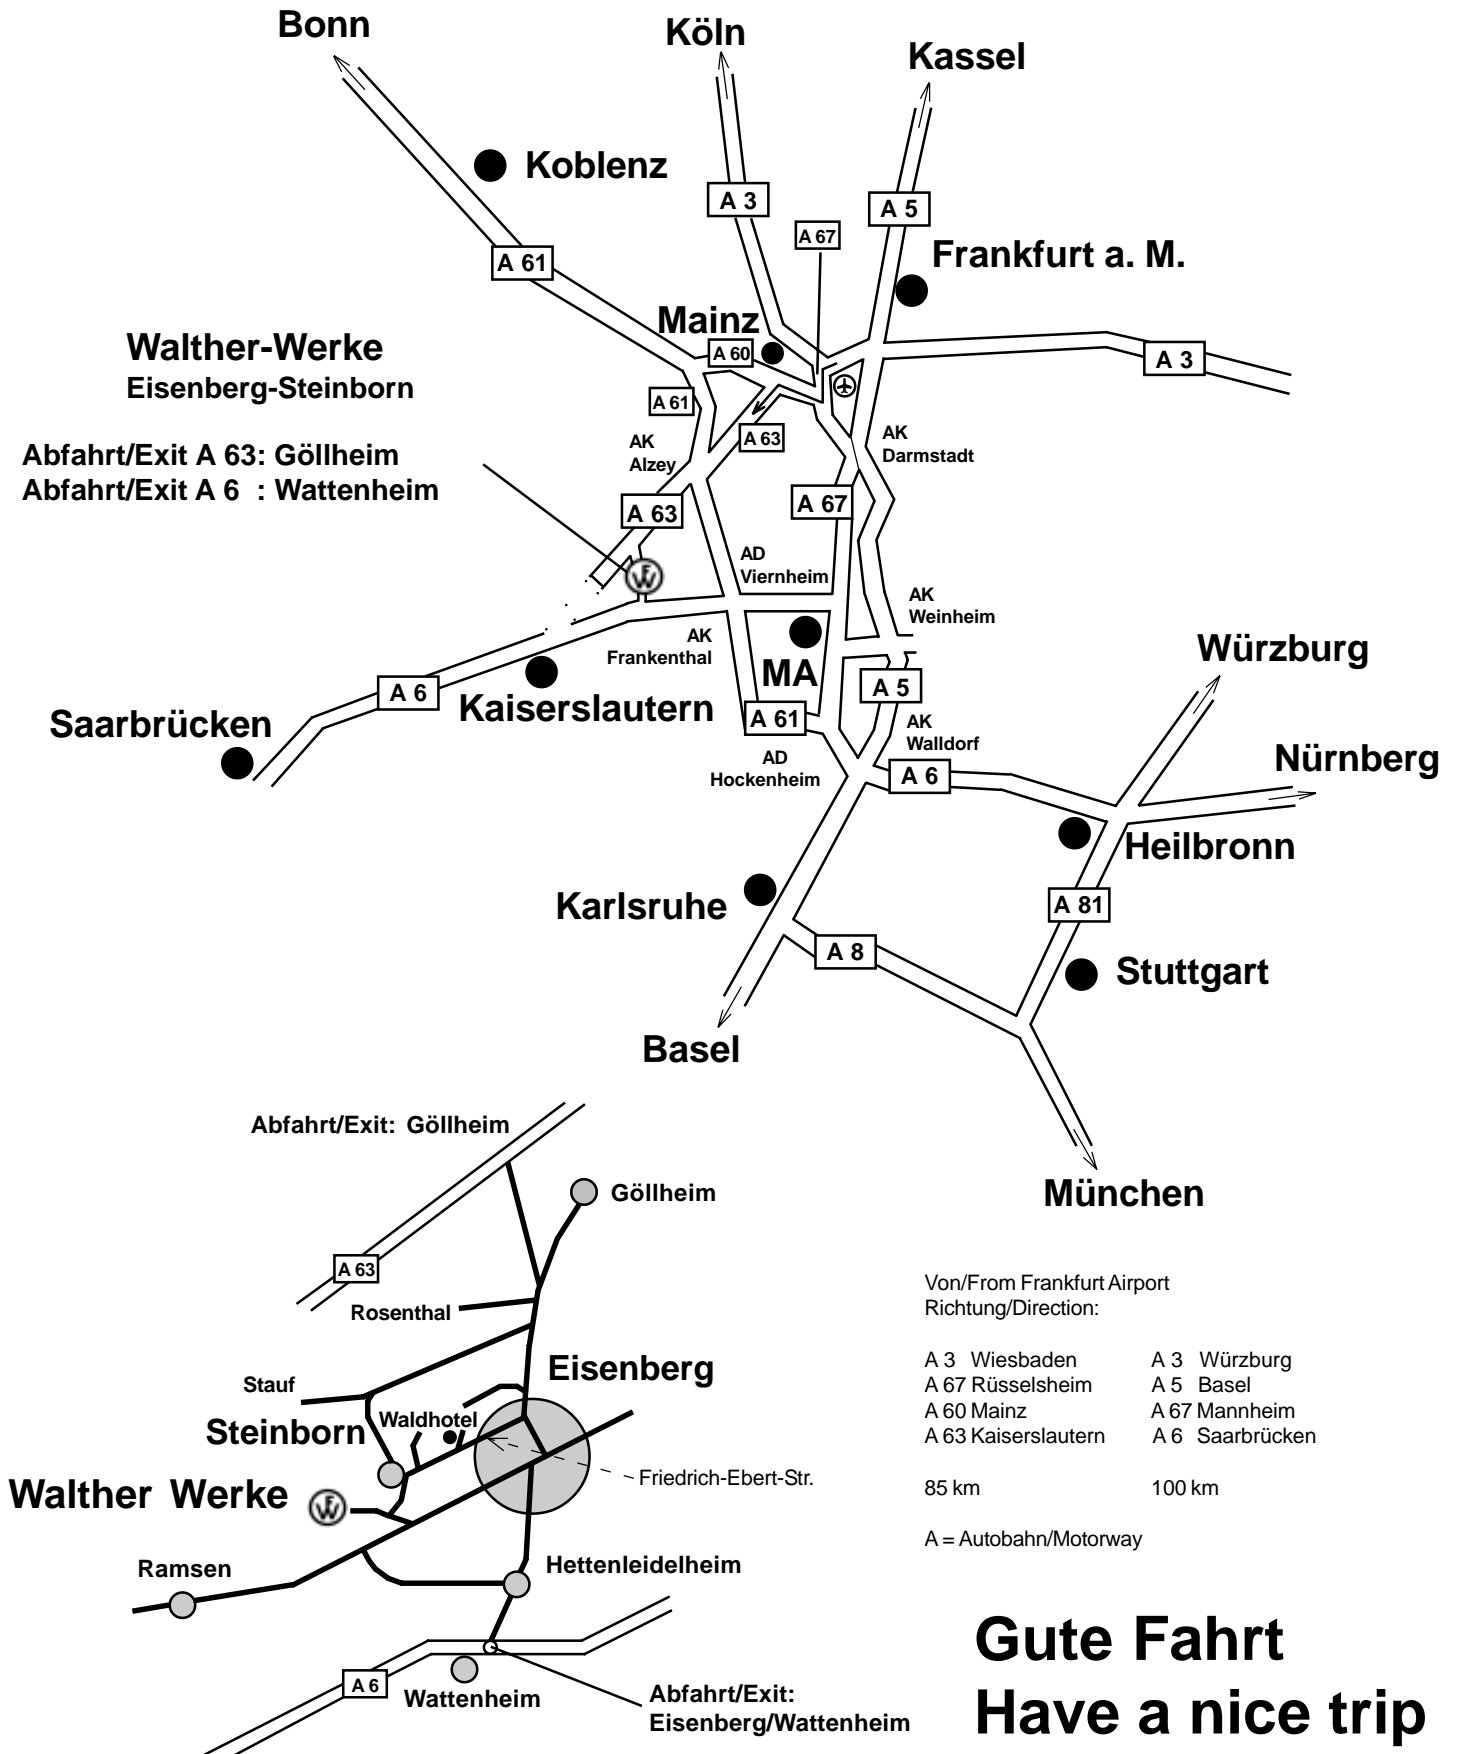 Bonn
Köln
Kassel
Koblenz
A 3
A 5
A 67
Frankfurt a. M.
A 61
Mainz
A 60
A 3
Walther-Werke
Eisenberg-Steinborn
A 61
A 63
AK
Alzey
AK
Darmstadt
Abfahrt/Exit A 63: Göllheim
Abfahrt/Exit A 6 : Wattenheim
A 63
A 67
AD
Viernheim
AK
Weinheim
AK
Frankenthal
MA
Würzburg
A 6
Kaiserslautern
A 5
Saarbrücken
A 61
AK
Walldorf
AD
Hockenheim
A 6
Nürnberg
Heilbronn
Karlsruhe
A 81
A 8
Stuttgart
Basel
München
Abfahrt/Exit: Göllheim
Göllheim
A 63
Rosenthal
Eisenberg
Stauf
Steinborn
Waldhotel
Friedrich-Ebert-Str.
Walther Werke
Ramsen
Hettenleidelheim
A 6
Wattenheim
Abfahrt/Exit:
Eisenberg/Wattenheim
Von/From Frankfurt Airport
Richtung/Direction:
A 3 Wiesbaden A 3 Würzburg
A 67 Rüsselsheim A 5 Basel
A 60 Mainz A 67 Mannheim
A 63 Kaiserslautern A 6 Saarbrücken
85 km 100 km
A = Autobahn/Motorway
Gute Fahrt
Have a nice trip